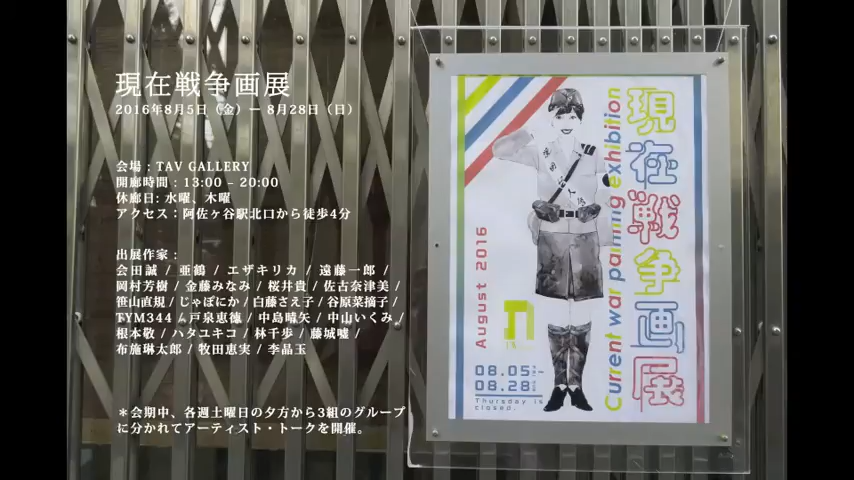 現在戦争画展
2016年8月5日（金）ー 8月28日（日）
会場 : TAV GALLERY
開廊時間 : 13:00 – 20:00
休廊日: 水曜、木曜
アクセス : 阿佐ヶ谷駅北口から徒歩4分
出展作家 :
会田誠 / 亜鶴 / エザキリカ / 遠藤一郎 /
岡村芳樹 / 金藤みなみ / 桜井貴 / 佐古奈津美 /
笹山直規 / じゃぽにか / 白藤さえ子 / 谷原菜摘子 /
TYM344 / 戸泉恵徳 / 中島晴矢 / 中山いくみ /
根本敬 / ハタユキコ / 林千歩 / 藤城嘘 /
布施琳太郎 / 牧田恵実 / 李晶玉
＊会期中、各週土曜日の夕方から3組のグループ
に分かれてアーティスト・トークを開催。
現在戦争画展
Current war painting exhibition
August 2016
08.05
08.28
Thursday is
closed.